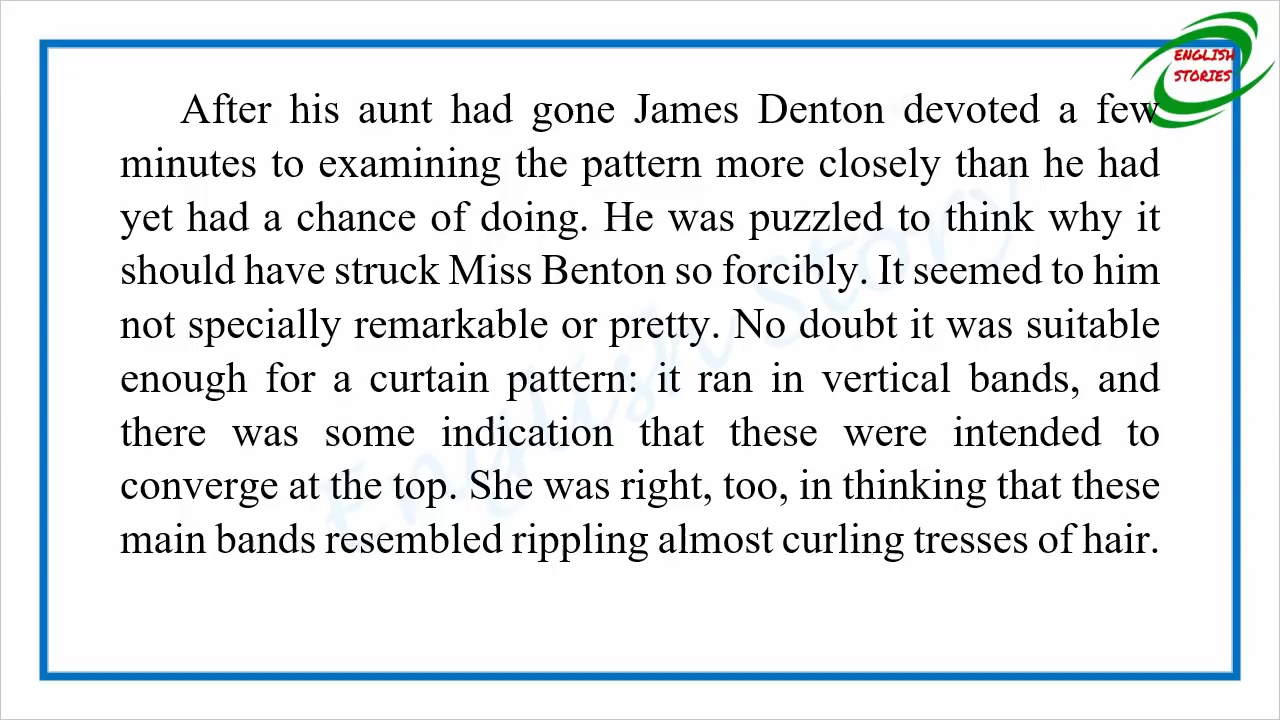 ENGLISH
STORIES
After his aunt had gone James Denton devoted a few
minutes to examining the pattern more closely than he had
yet had a chance of doing. He was puzzled to think why it
should have struck Miss Benton so forcibly. It seemed to him
not specially remarkable or pretty. No doubt it was suitable
enough for a curtain pattern: it ran in vertical bands, and
there was some indication that these were intended to
converge at the top. She was right, too, in thinking that these
main bands resembled rippling almost curling tresses of hair.
English Story